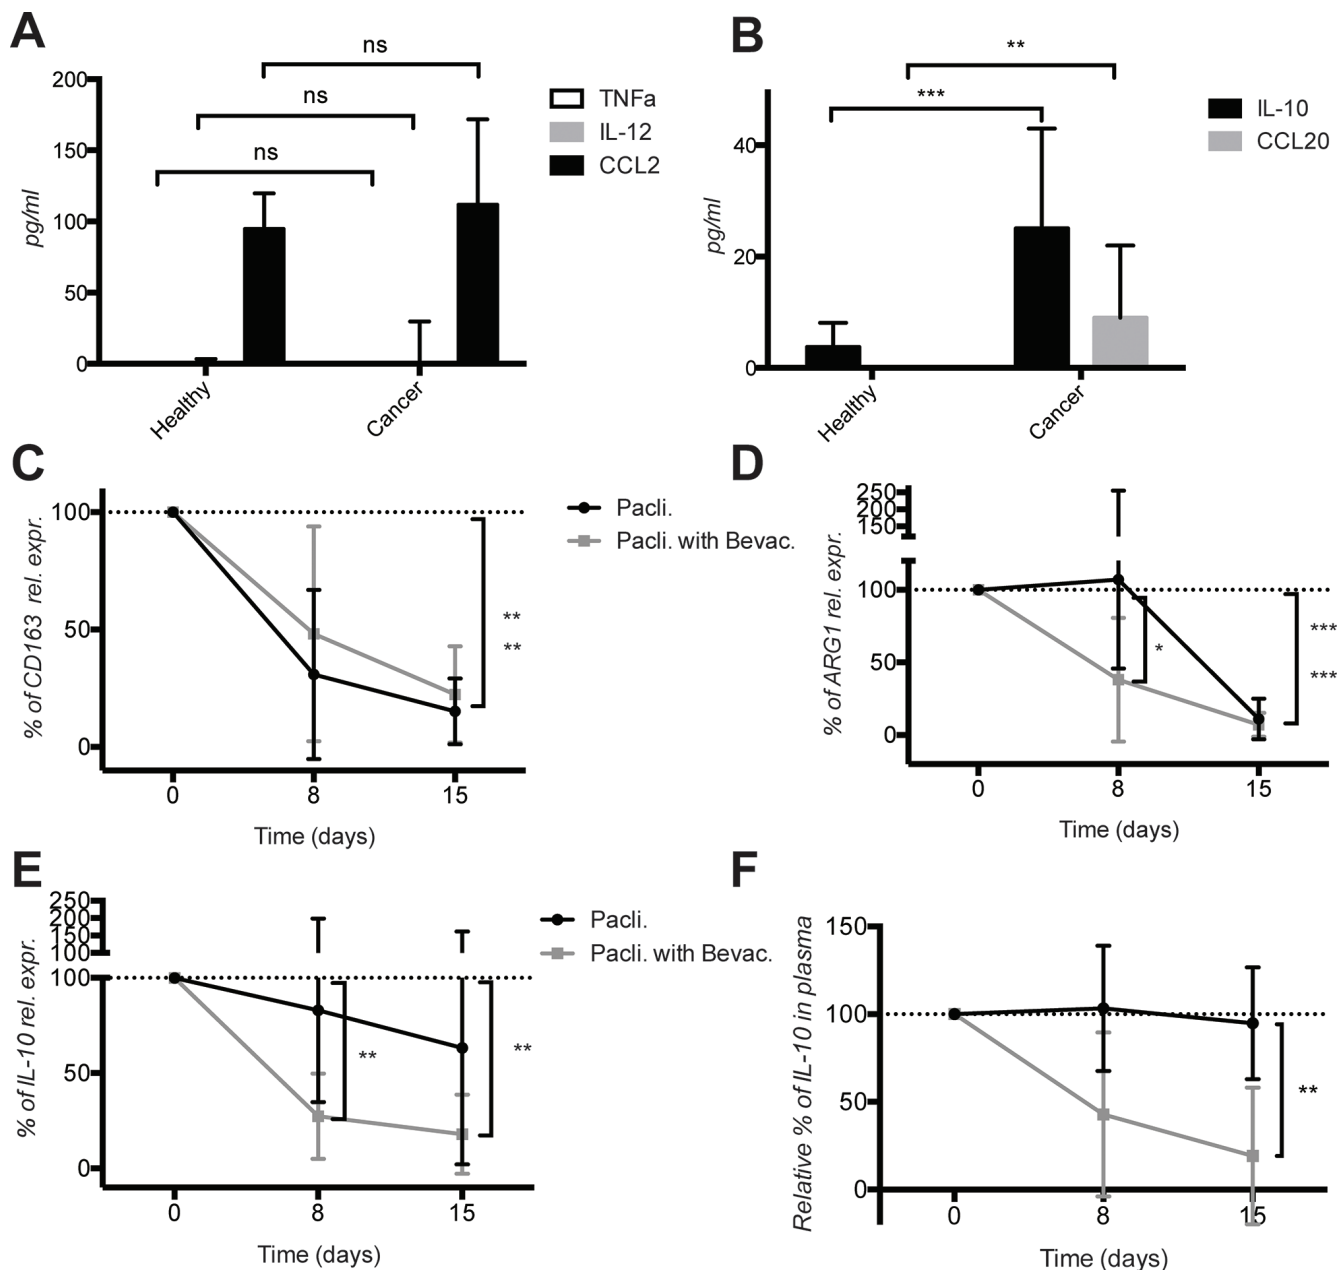 A
ns
ns
ns
200
150
100
50
0
pg/ml
Healthy
Cancer
TNFa
IL-12
CCL2
B
**
***
40
20
0
pg/ml
Healthy
Cancer
IL-10
CCL20
C
100
50
0
% of CD163 rel. expr.
**
**
0
8
15
Time (days)
Pacli.
Pacli. with Bevac.
D
250
200
150
100
50
0
% of ARG1 rel. expr.
*
***
***
0
8
15
Time (days)
E
250
200
150
100
100
50
0
% of IL-10 rel. expr.
**
**
0
8
15
Time (days)
Pacli.
Pacli. with Bevac.
F
150
100
50
0
Relative % of IL-10 in plasma
**
0
8
15
Time (days)